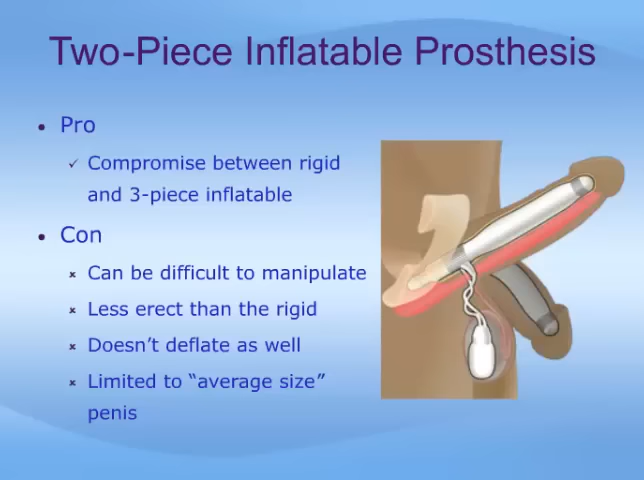 Two-Piece Inflatable Prosthesis
• Pro
✓ Compromise between rigid
and 3-piece inflatable
• Con
× Can be difficult to manipulate
× Less erect than the rigid
× Doesn’t deflate as well
× Limited to “average size”
penis